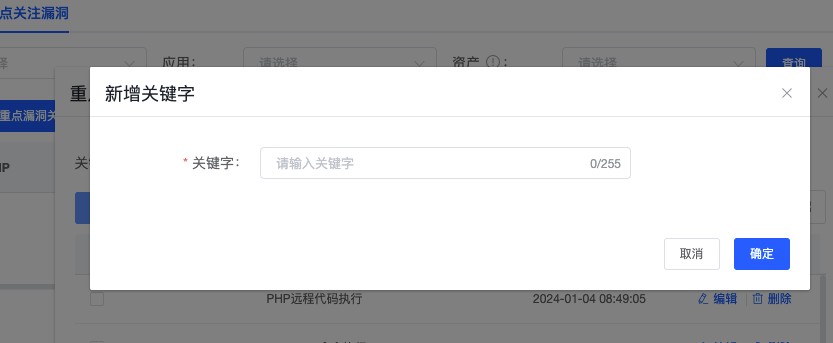 点关注漏洞
择 应用: 请选择 资产 : 请选择 查询
重
新增关键字
重点漏洞关
* 关键字: 请输入关键字 0/255
关
取消 确定
PHP远程代码执行 2024-01-04 08:49:05 编辑 删除